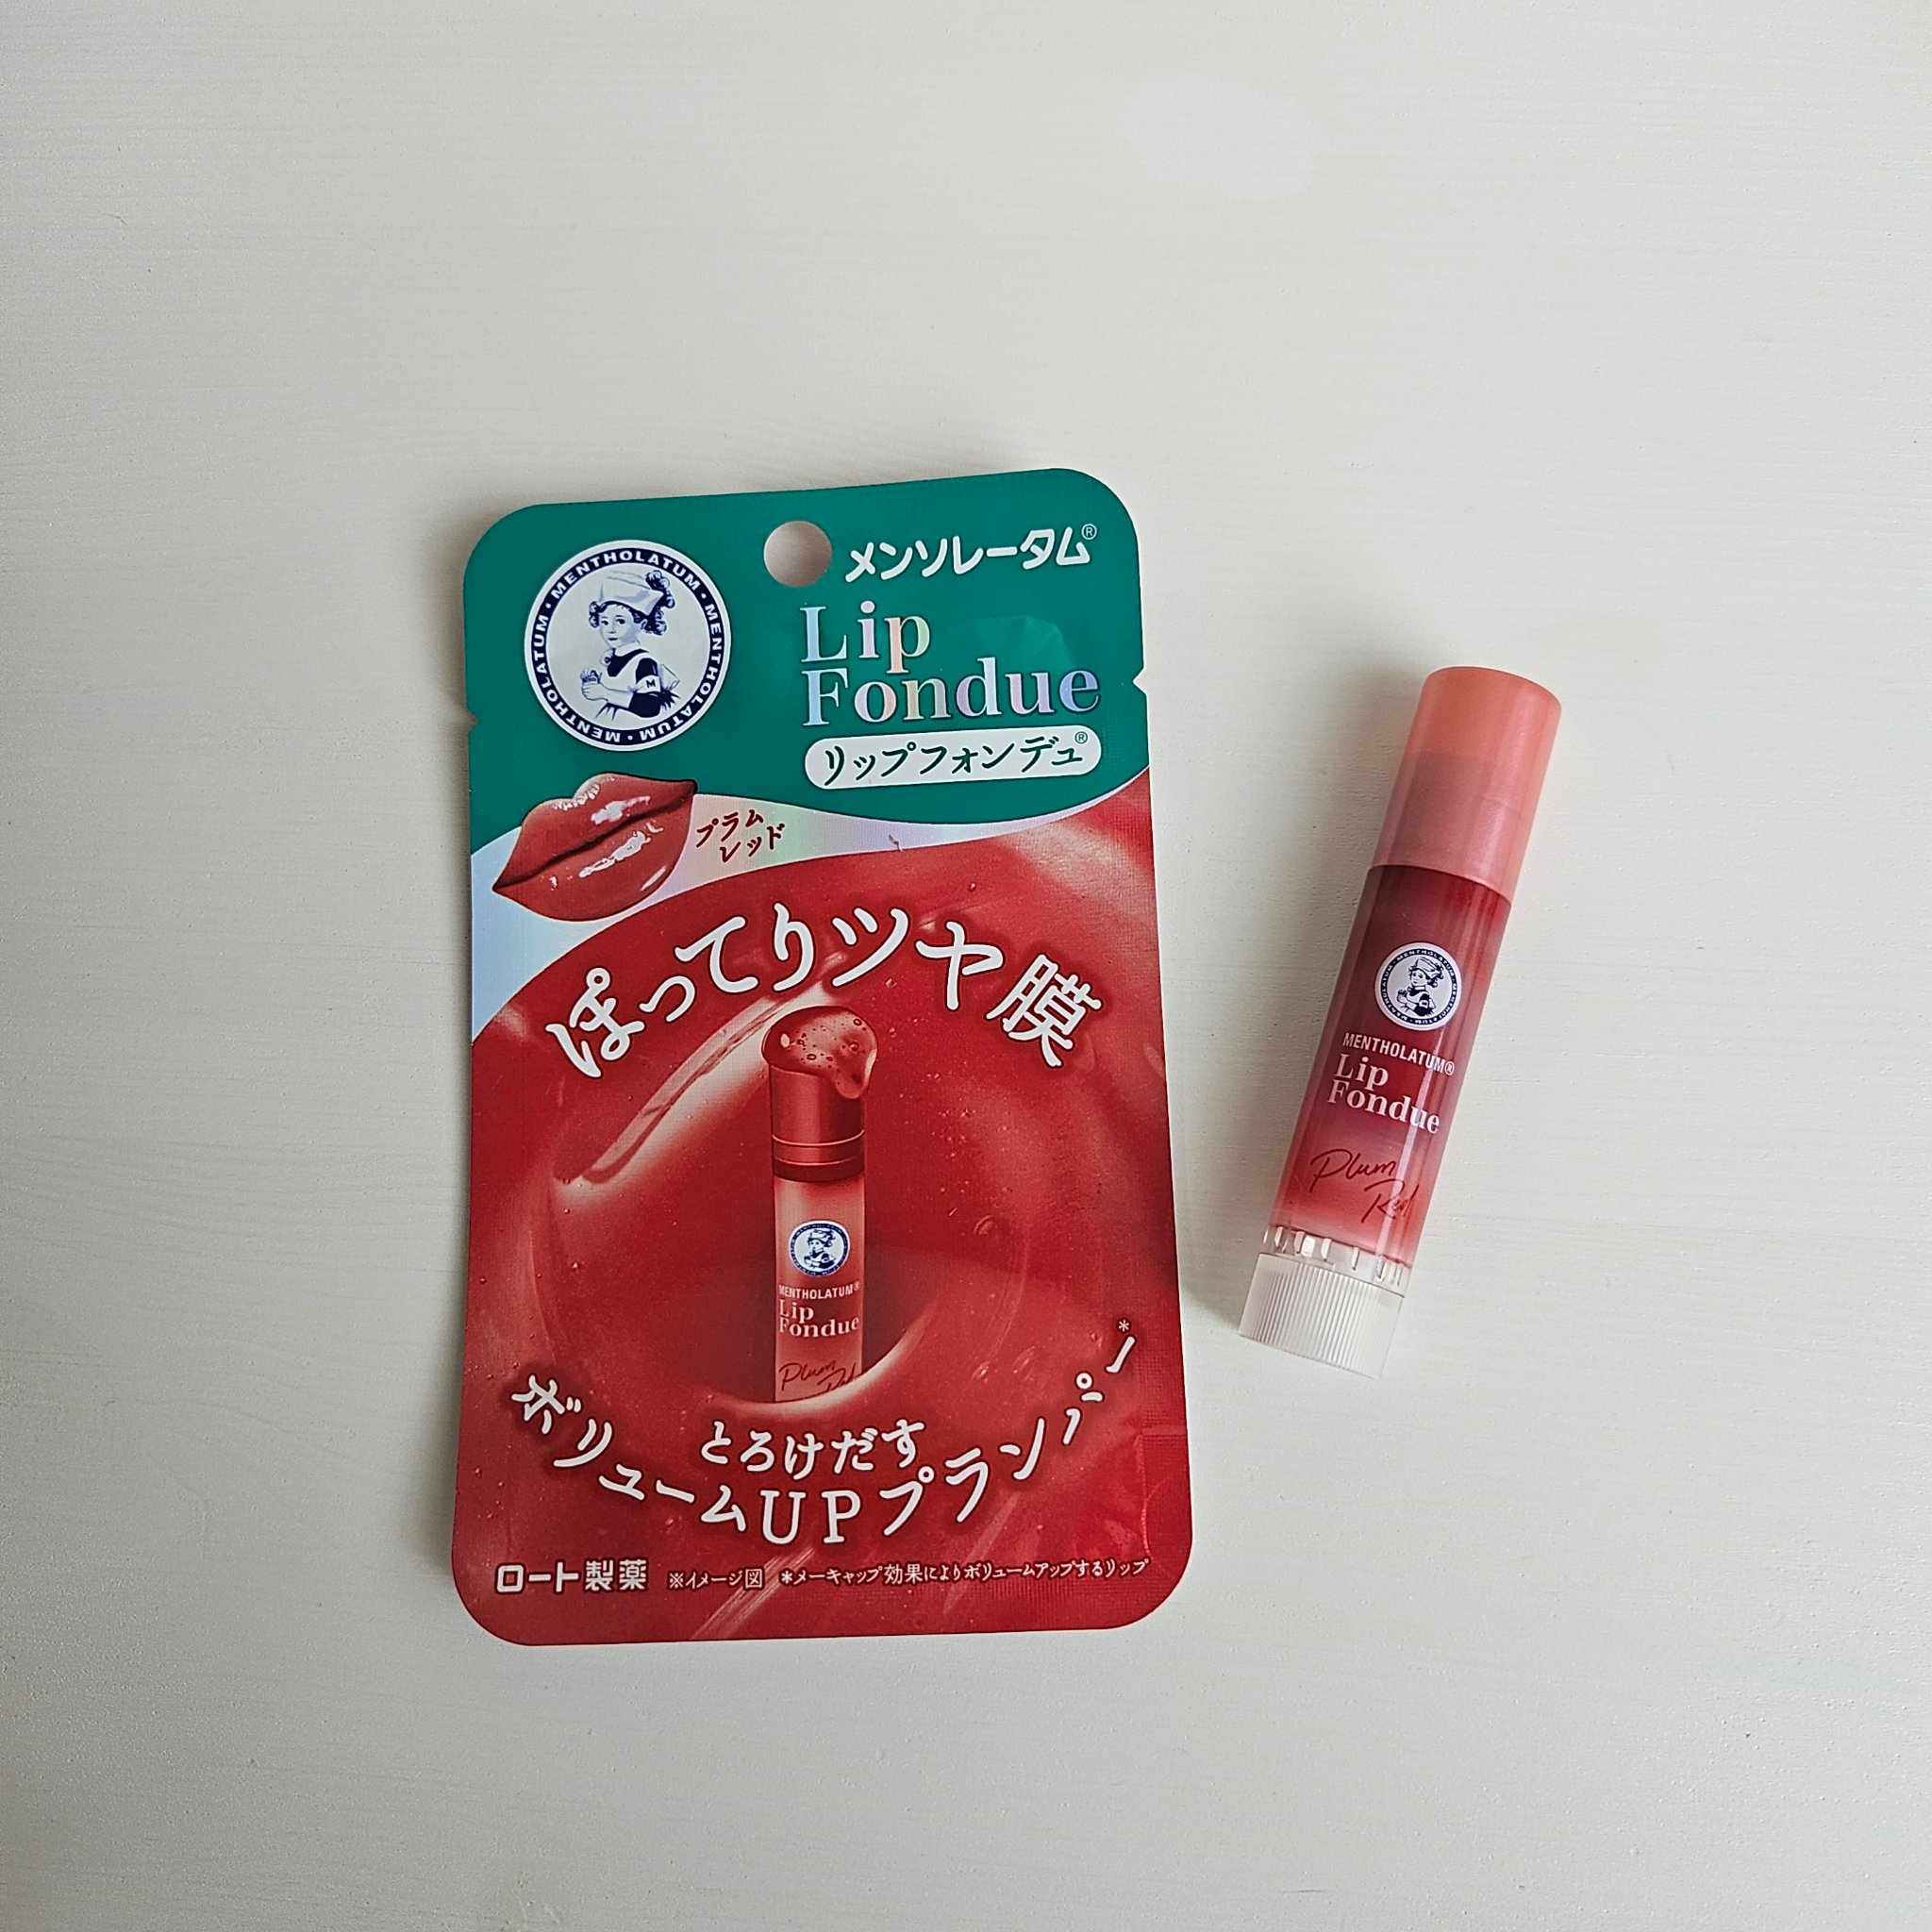 メンソレータム®
MENTHOLATUM • MENTHOLATUM • MENTHOLATUM • MENTHOLATUM •
M
Lip
Fondue
リップフォンデュ®
プラム
レッド
ぽってりツヤ膜
MENTHOLATUM®
Lip
Fondue
Plum
Red
とろけだす
ボリュームUPプランパー*
ロート製薬 ※イメージ図 *メーキャップ効果によりボリュームアップするリップ
MENTHOLATUM®
Lip
Fondue
Plum
Red